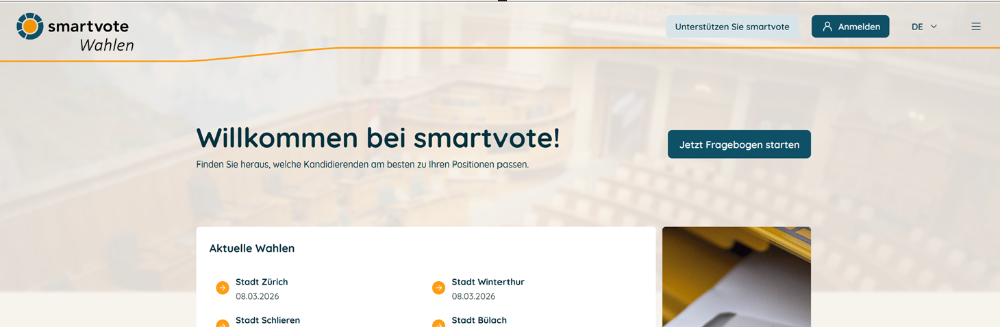 smartvote
Wahlen
Unterstützen Sie smartvote
Anmelden
DE
Willkommen bei smartvote!
Finden Sie heraus, welche Kandidierenden am besten zu Ihren Positionen passen.
Jetzt Fragebogen starten
Aktuelle Wahlen
Stadt Zürich
08.03.2026
Stadt Winterthur
08.03.2026
Stadt Schlieren
Stadt Bülach